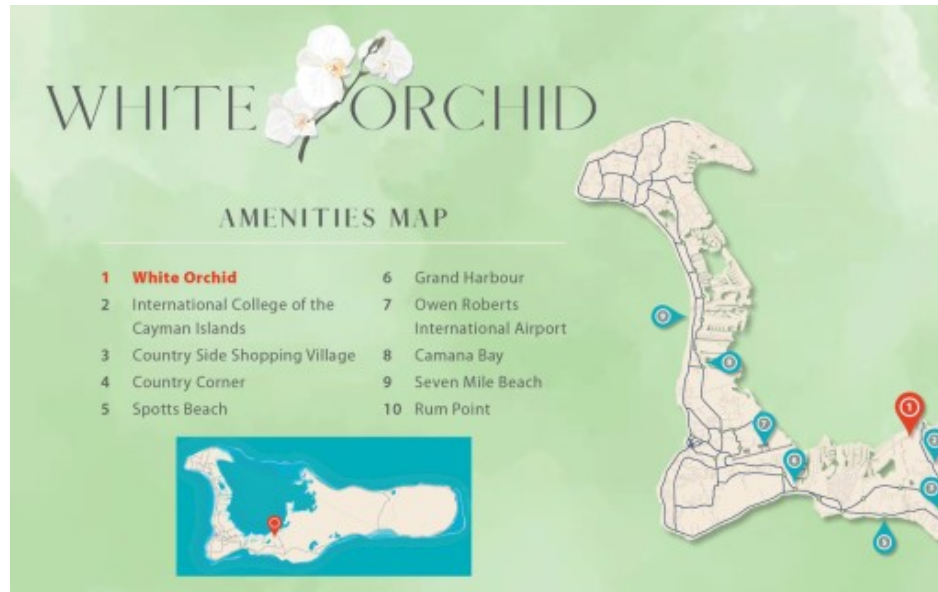 WHITE ORCHID
AMENITIES MAP
1 White Orchid
2 International College of the
Cayman Islands
3 Country Side Shopping Village
4 Country Corner
5 Spotts Beach
6 Grand Harbour
7 Owen Roberts
International Airport
8 Camana Bay
9 Seven Mile Beach
10 Rum Point
1
7